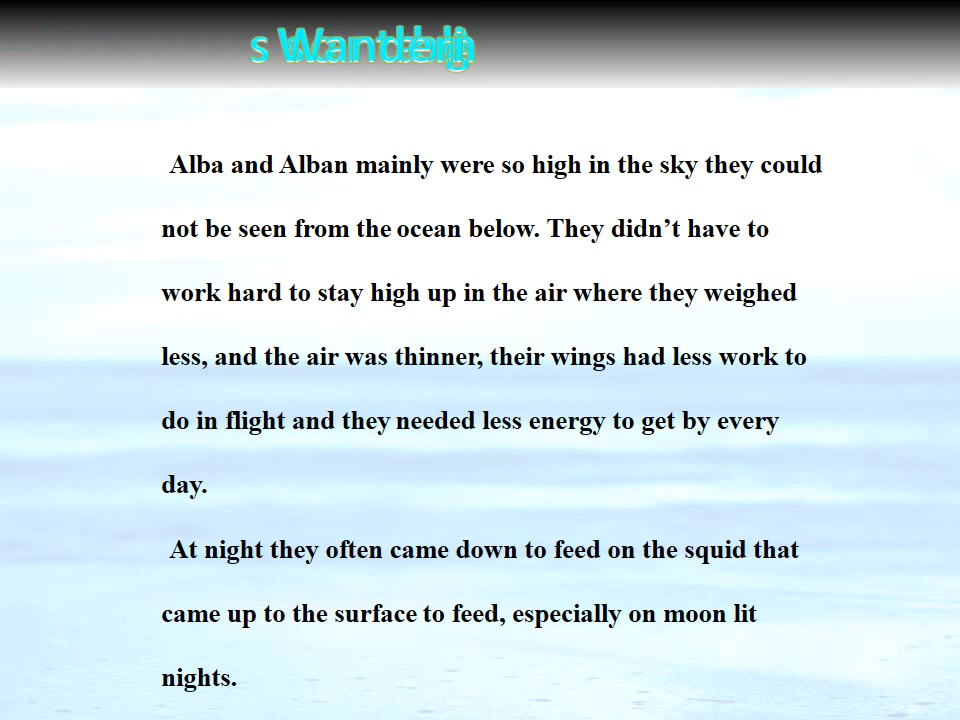 Alba and Alban mainly were so high in the sky they could
not be seen from the ocean below. They didn’t have to
work hard to stay high up in the air where they weighed
less, and the air was thinner, their wings had less work to
do in flight and they needed less energy to get by every
day.
At night they often came down to feed on the squid that
came up to the surface to feed, especially on moon lit
nights.